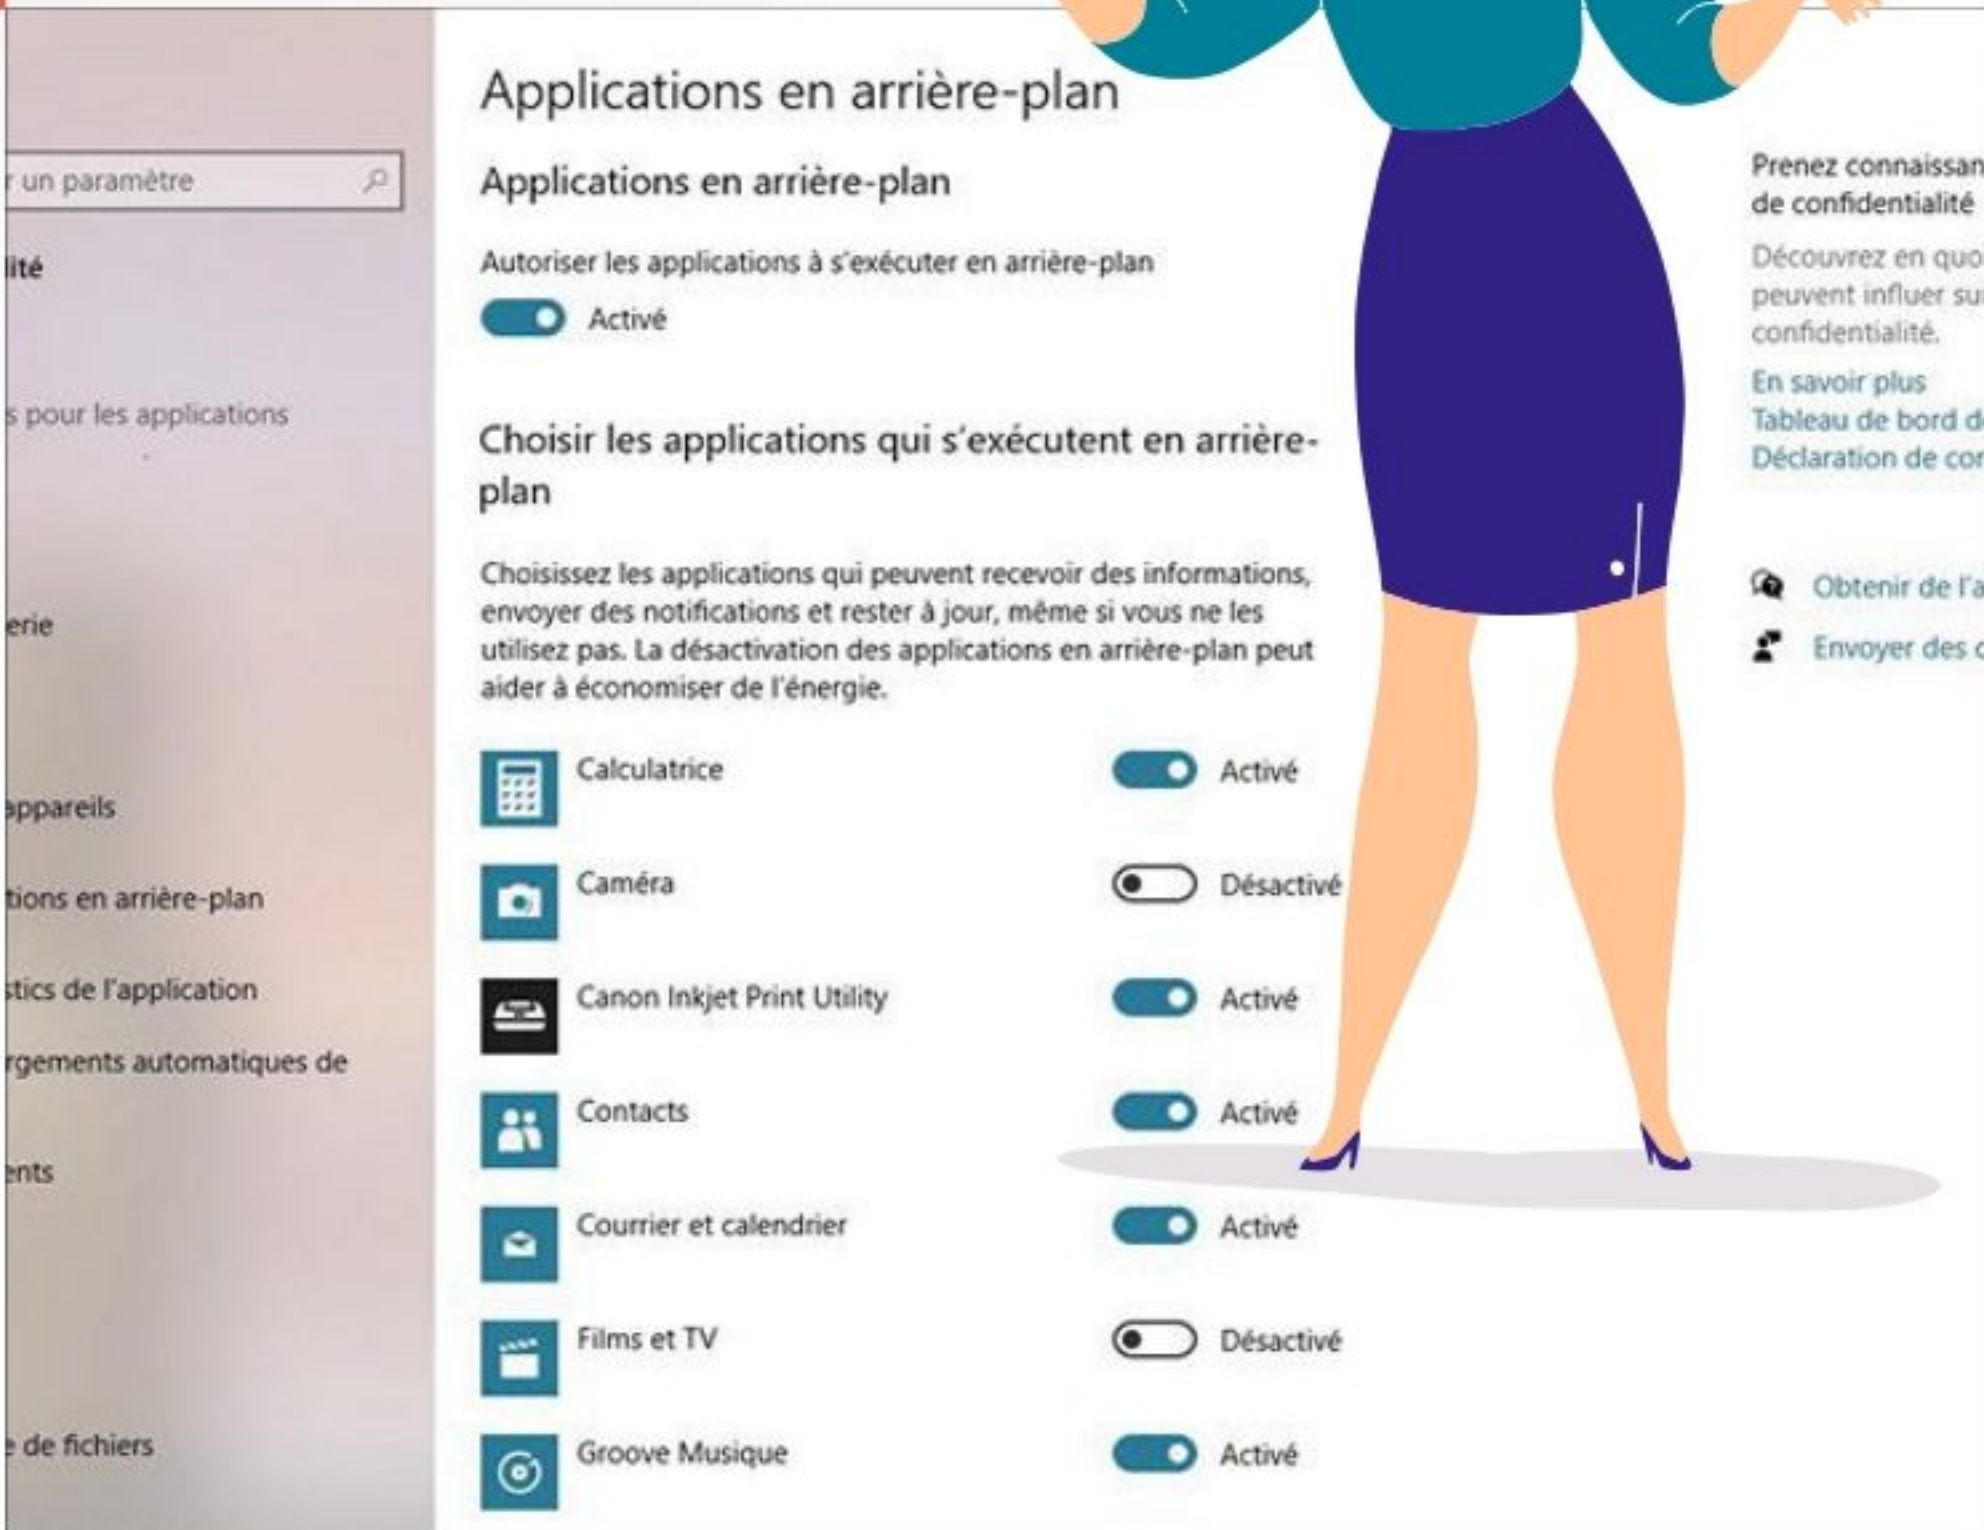 un paramètre
ité
s pour les applications
erie
appareils
tions en arrière-plan
stics de l'application
rgements automatiques de
ents
de fichiers
Applications en arrière-plan
Applications en arrière-plan
Autoriser les applications à s'exécuter en arrière-plan
Activé
Choisir les applications qui s'exécutent en arrière-
plan
Choisissez les applications qui peuvent recevoir des informations,
envoyer des notifications et rester à jour, même si vous ne les
utilisez pas. La désactivation des applications en arrière-plan peut
aider à économiser de l'énergie.
Calculatrice Activé
Caméra Désactivé
Canon Inkjet Print Utility Activé
Contacts Activé
Courrier et calendrier Activé
Films et TV Désactivé
Groove Musique Activé
Prenez connaissan
de confidentialité
Découvrez en quo
peuvent influer su
confidentialité.
En savoir plus
Tableau de bord d
Déclaration de co
Obtenir de l'a
Envoyer des